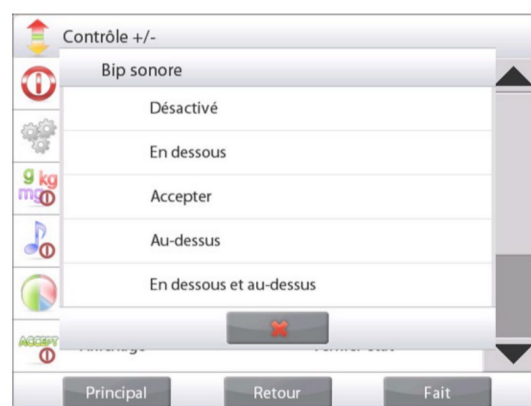 Contrôle +/-
Bip sonore
Désactivé
En dessous
g kg
mg
Accepter
Au-dessus
En dessous et au-dessus
ACCEPT
Principal
Retour
Fait